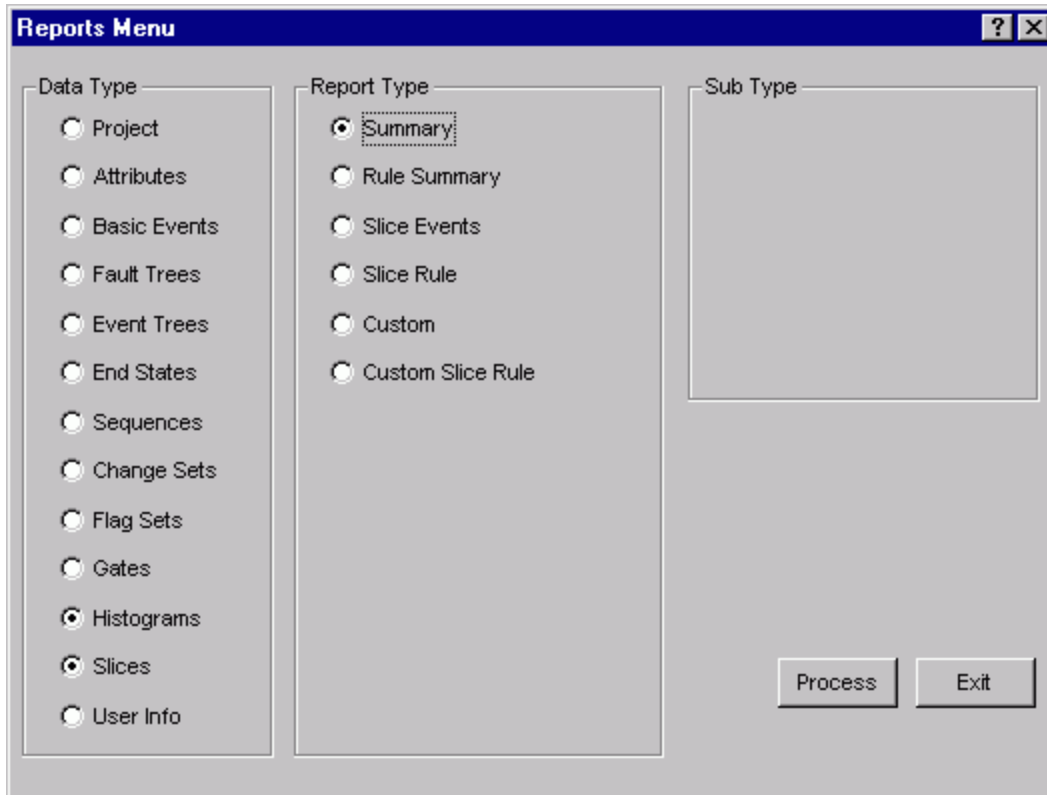 Reports Menu
Data Type
Project
Attributes
Basic Events
Fault Trees
Event Trees
End States
Sequences
Change Sets
Flag Sets
Gates
Histograms
Slices
User Info
Report Type
Summary
Rule Summary
Slice Events
Slice Rule
Custom
Custom Slice Rule
Sub Type
Process
Exit